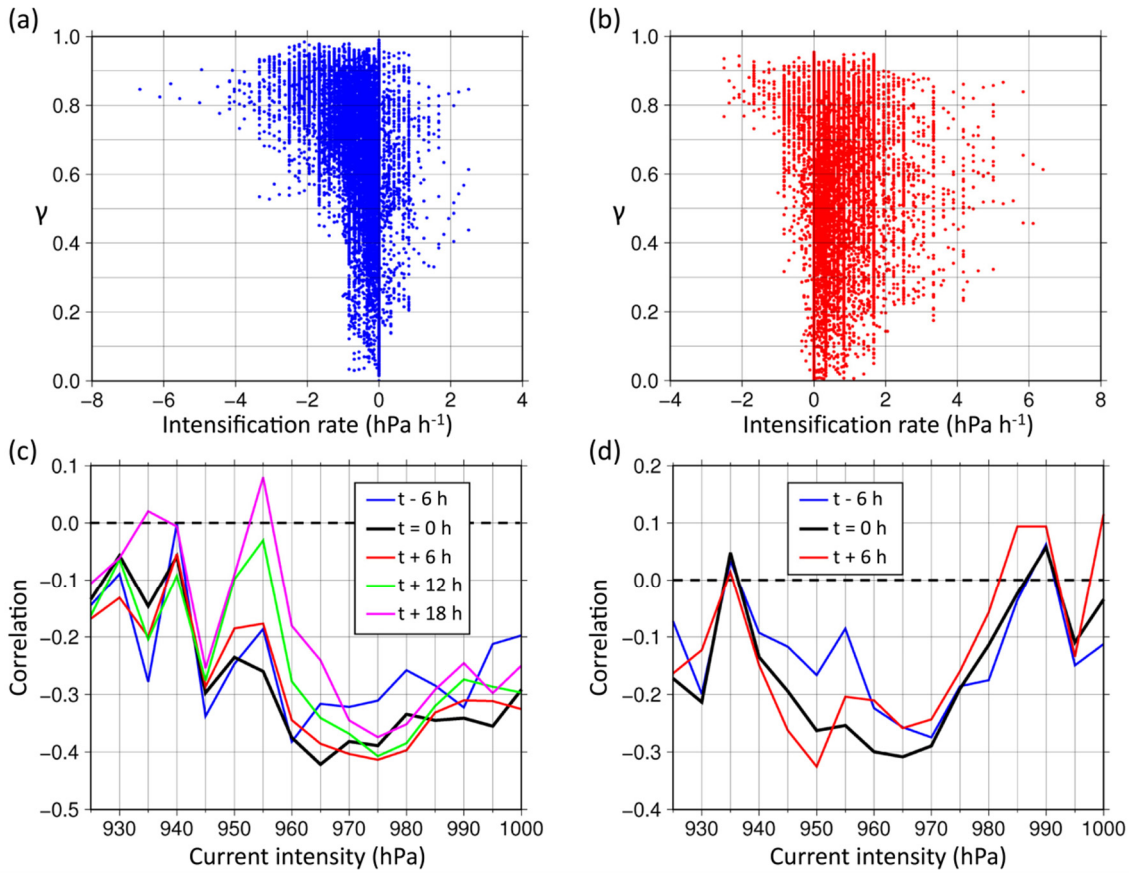 (a)
1.0
0.8
0.6
γ
0.4
0.2
0.0
−8 −6 −4 −2 0 2 4
Intensification rate (hPa h⁻¹)
(b)
1.0
0.8
0.6
γ
0.4
0.2
0.0
−4 −2 0 2 4 6 8
Intensification rate (hPa h⁻¹)
(c)
0.1
0.0
−0.1
−0.2
−0.3
−0.4
−0.5
Correlation
t - 6 h
t = 0 h
t + 6 h
t + 12 h
t + 18 h
930 940 950 960 970 980 990 1000
Current intensity (hPa)
(d)
0.2
0.1
0.0
−0.1
−0.2
−0.3
−0.4
Correlation
t - 6 h
t = 0 h
t + 6 h
930 940 950 960 970 980 990 1000
Current intensity (hPa)